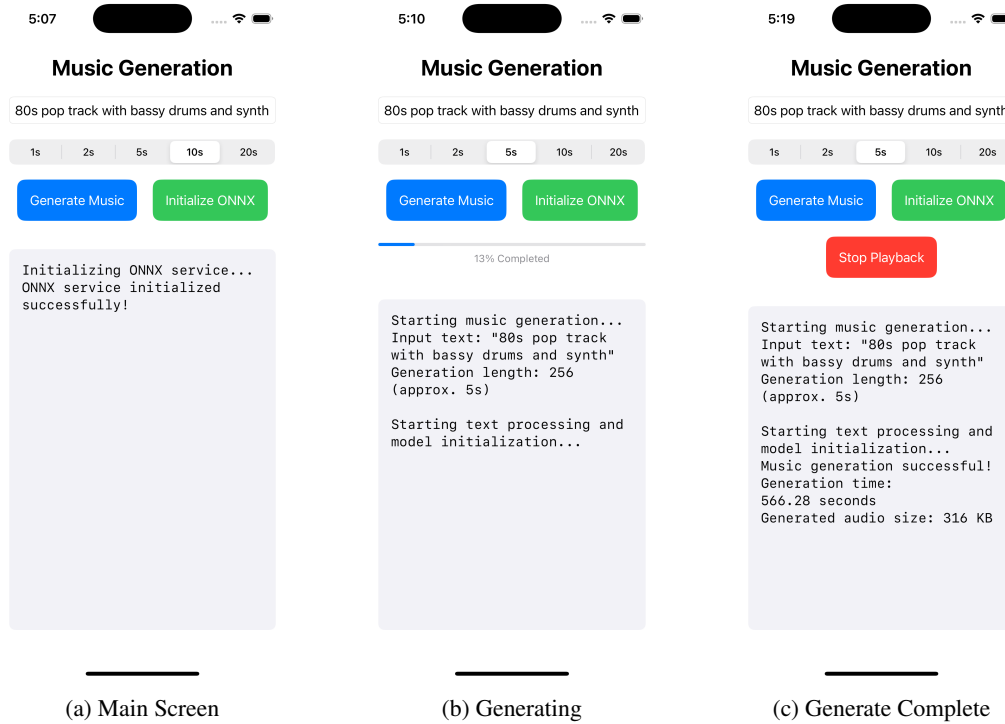 5:07
Music Generation
80s pop track with bassy drums and synth
1s 2s 5s 10s 20s
Generate Music Initialize ONNX
Initializing ONNX service...
ONNX service initialized
successfully!
(a) Main Screen
5:10
Music Generation
80s pop track with bassy drums and synth
1s 2s 5s 10s 20s
Generate Music Initialize ONNX
13% Completed
Starting music generation...
Input text: "80s pop track
with bassy drums and synth"
Generation length: 256
(approx. 5s)
Starting text processing and
model initialization...
(b) Generating
5:19
Music Generation
80s pop track with bassy drums and synth
1s 2s 5s 10s 20s
Generate Music Initialize ONNX
Stop Playback
Starting music generation...
Input text: "80s pop track
with bassy drums and synth"
Generation length: 256
(approx. 5s)
Starting text processing and
model initialization...
Music generation successful!
Generation time:
566.28 seconds
Generated audio size: 316 KB
(c) Generate Complete